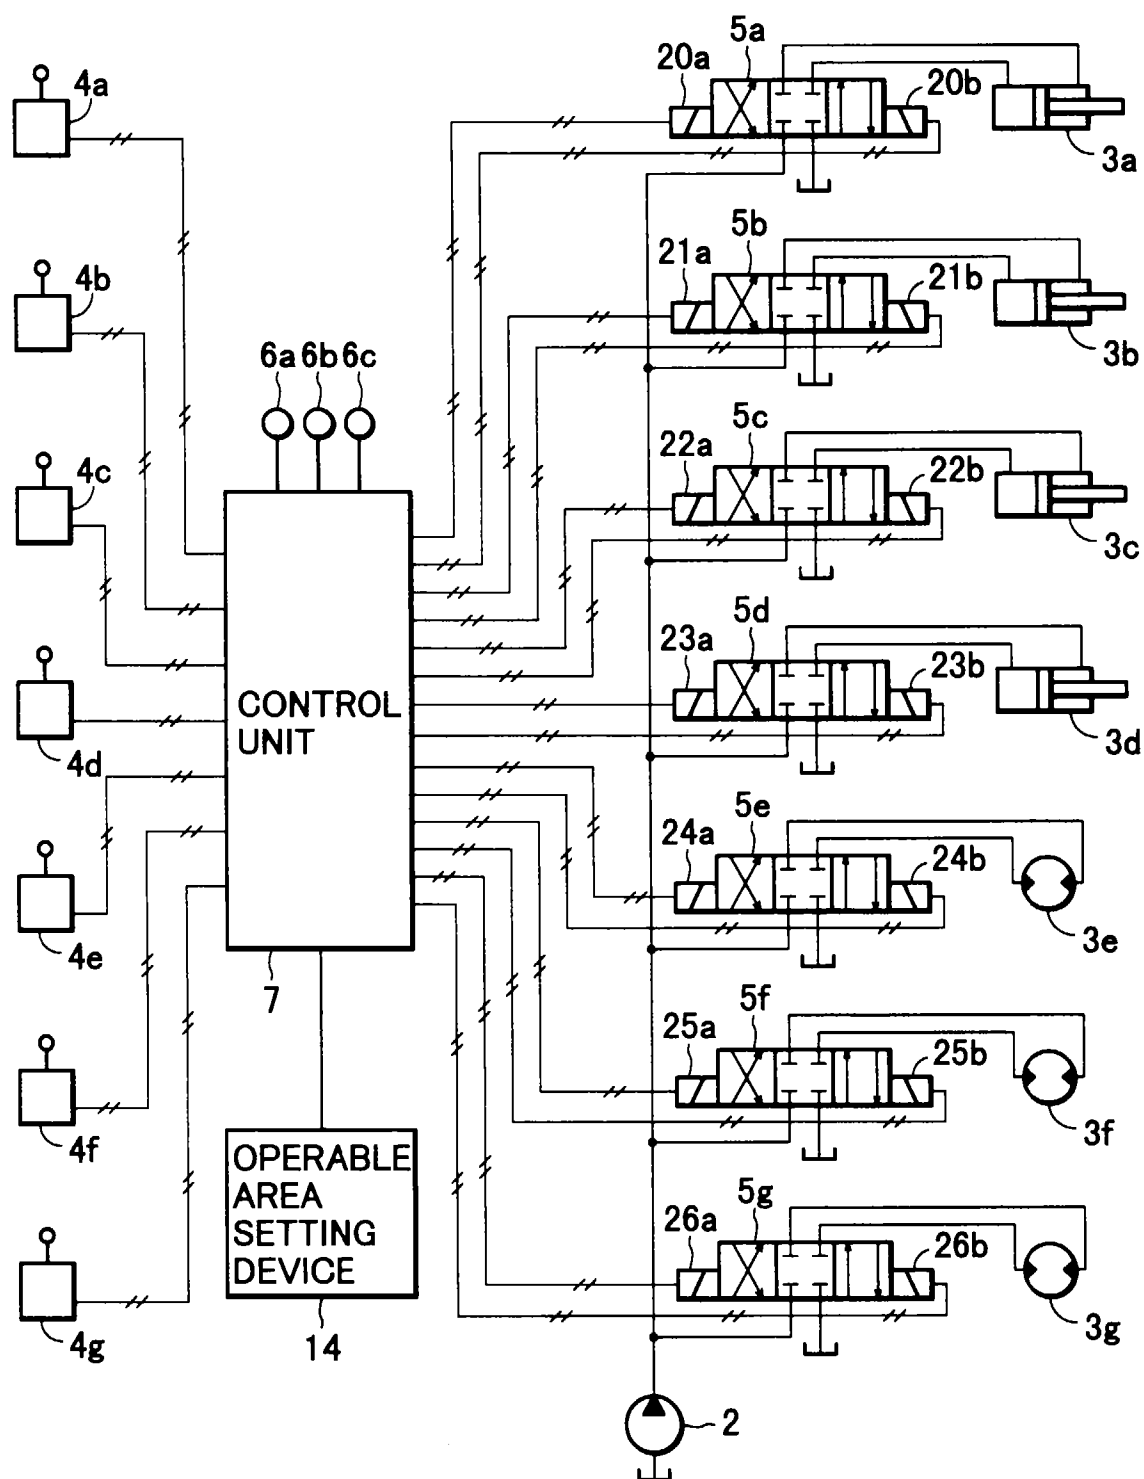 5a
20a
20b
4a
3a
5b
21a
21b
4b
3b
6a 6b 6c
5c
22a
22b
4c
3c
5d
23a
23b
CONTROL
UNIT
4d
3d
5e
24a
24b
4e
3e
7
5f
25a
25b
4f
3f
OPERABLE
AREA
SETTING
DEVICE
5g
26a
26b
4g
14
3g
2